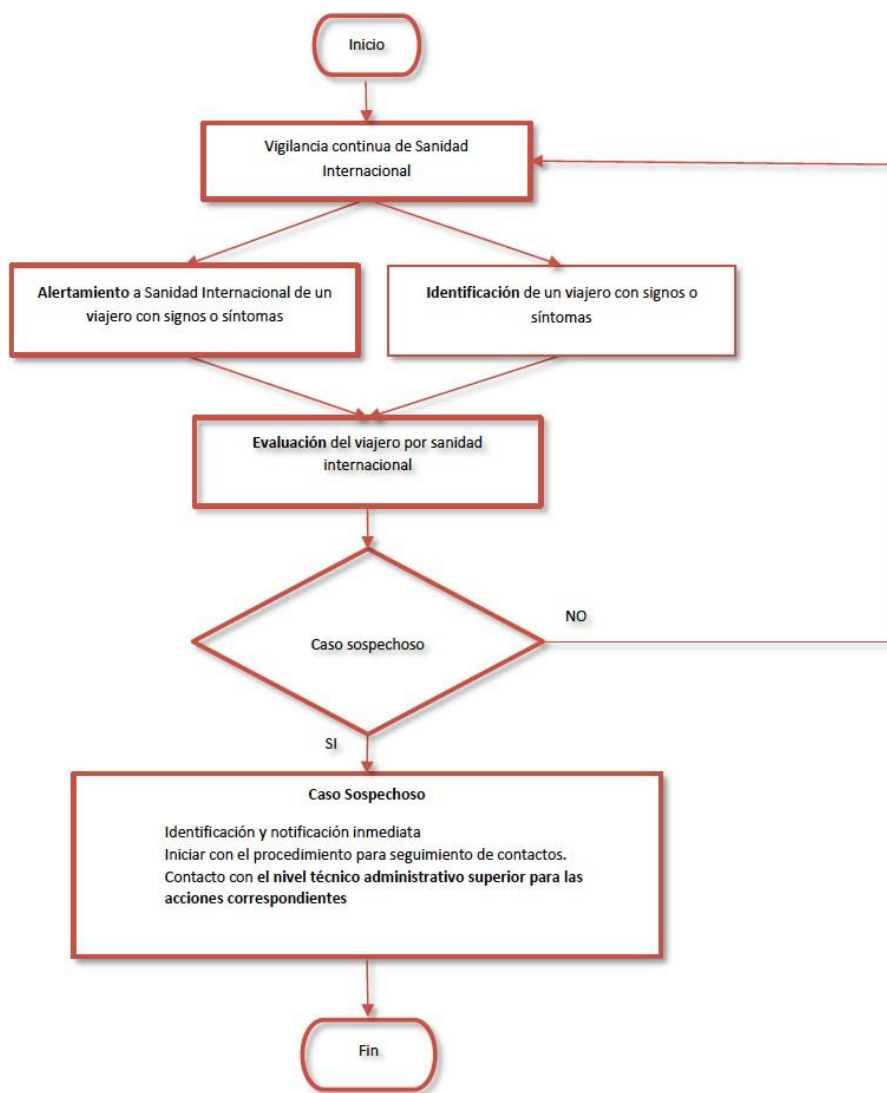 Inicio
Vigilancia continua de Sanidad
Internacional
Alertamiento a Sanidad Internacional de un
viajero con signos o síntomas
Identificación de un viajero con signos o
síntomas
Evaluación del viajero por sanidad
internacional
Caso sospechoso
NO
SI
Caso Sospechoso
Identificación y notificación inmediata
Iniciar con el procedimiento para seguimiento de contactos.
Contacto con el nivel técnico administrativo superior para las
acciones correspondientes
Fin